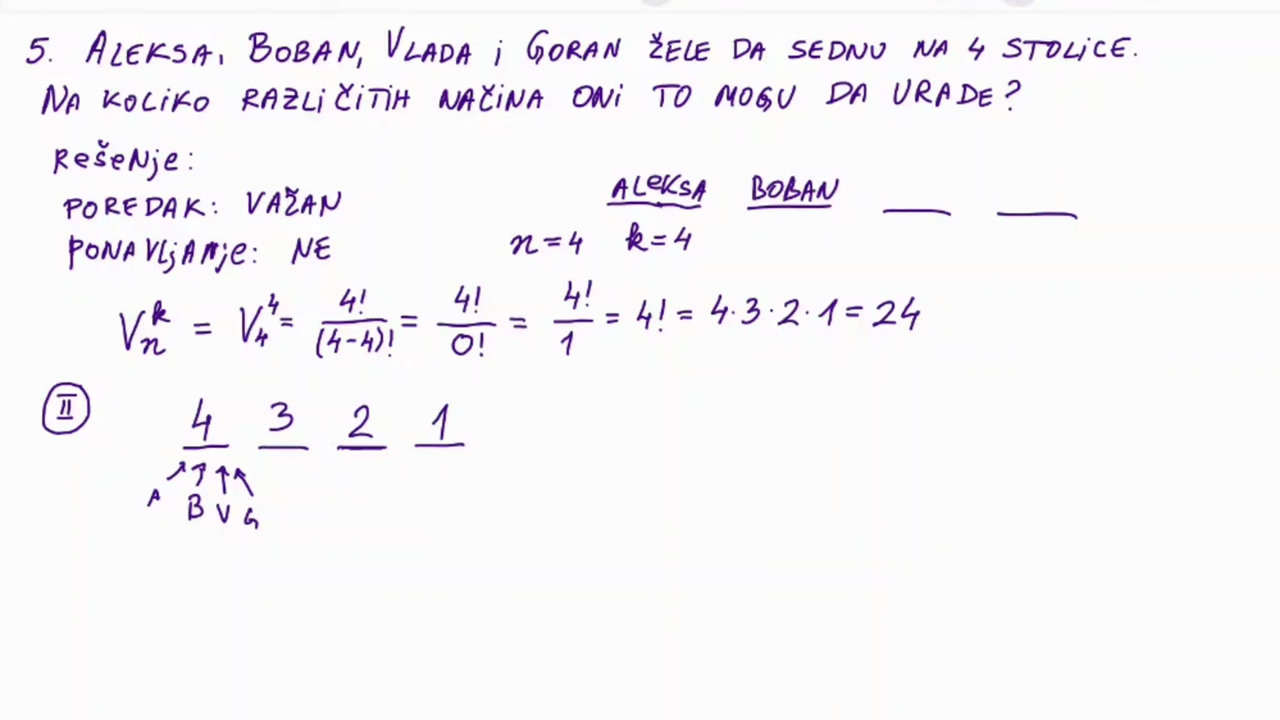 5. ALEKSA, BOBAN, VLADA i GORAN ŽELE DA SEDNU NA 4 STOLICE.
NA KOLIKO RAZLIČITIH NAČINA ONI TO MOGU DA URADE?
Rešenje:
POREDAK: VAŽAN
PONAVLjANje: NE
ALEKSA BOBAN
n=4 k=4
V_n^k = V_4^4 = 4!/(4-4)! = 4!/0! = 4!/1 = 4! = 4·3·2·1 = 24
II 4 3 2 1
A B V G